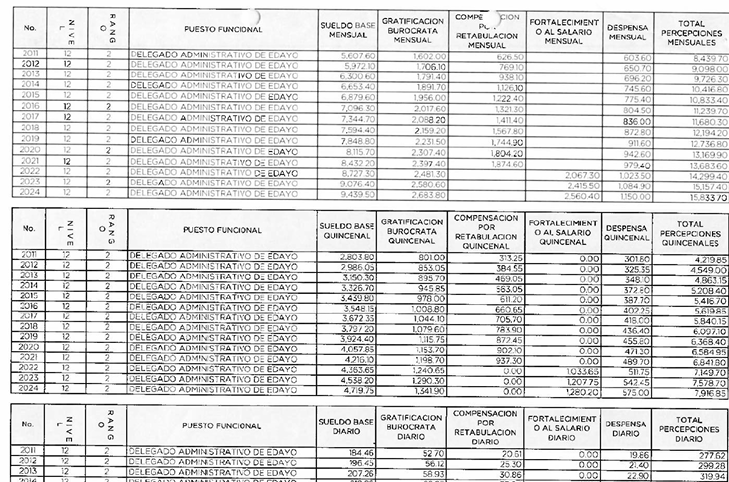 No. NIVEL RANGO PUESTO FUNCIONAL SUELDO BASE MENSUAL GRATIFICACION BUROCRATA MENSUAL RETABULACION MENSUAL FORTALECIMIENT O AL SALARIO MENSUAL DESPENSA MENSUAL TOTAL PERCEPCIONES MENSUALES
2011 12 2 DELEGADO ADMINISTRATIVO DE EDAYO 5,607.60 1,602.00 626.50 603.60 8,439.70
2012 12 2 DELEGADO ADMINISTRATIVO DE EDAYO 5,972.10 1,706.10 769.10 650.70 9,098.00
2013 12 2 DELEGADO ADMINISTRATIVO DE EDAYO 6,300.60 1,791.40 938.10 696.20 9,726.30
2014 12 2 DELEGADO ADMINISTRATIVO DE EDAYO 6,653.40 1,891.70 1,126.10 745.60 10,416.80
2015 12 2 DELEGADO ADMINISTRATIVO DE EDAYO 6,879.60 1,956.00 1,222.40 775.40 10,833.40
2016 12 2 DELEGADO ADMINISTRATIVO DE EDAYO 7,096.30 2,017.60 1,321.30 804.50 11,239.70
2017 12 2 DELEGADO ADMINISTRATIVO DE EDAYO 7,344.70 2,088.20 1,411.40 836.00 11,680.30
2018 12 2 DELEGADO ADMINISTRATIVO DE EDAYO 7,594.40 2,159.20 1,567.80 872.80 12,194.20
2019 12 2 DELEGADO ADMINISTRATIVO DE EDAYO 7,848.80 2,231.50 1,744.90 911.60 12,736.80
2020 12 2 DELEGADO ADMINISTRATIVO DE EDAYO 8,115.70 2,307.40 1,804.20 942.60 13,169.90
2021 12 2 DELEGADO ADMINISTRATIVO DE EDAYO 8,432.20 2,397.40 1,874.60 979.40 13,683.60
2022 12 2 DELEGADO ADMINISTRATIVO DE EDAYO 8,727.30 2,481.30 2,067.30 1,023.50 14,299.40
2023 12 2 DELEGADO ADMINISTRATIVO DE EDAYO 9,076.40 2,580.60 2,415.50 1,084.90 15,157.40
2024 12 2 DELEGADO ADMINISTRATIVO DE EDAYO 9,439.50 2,683.80 2,560.40 1,150.00 15,833.70
No. NIVEL RANGO PUESTO FUNCIONAL SUELDO BASE QUINCENAL GRATIFICACION BUROCRATA QUINCENAL COMPENSACION POR RETABULACION QUINCENAL FORTALECIMIENT O AL SALARIO QUINCENAL DESPENSA QUINCENAL TOTAL PERCEPCIONES QUINCENALES
2011 12 2 DELEGADO ADMINISTRATIVO DE EDAYO 2,803.80 801.00 313.25 0.00 301.80 4,219.85
2012 12 2 DELEGADO ADMINISTRATIVO DE EDAYO 2,986.05 853.05 384.55 0.00 325.35 4,549.00
2013 12 2 DELEGADO ADMINISTRATIVO DE EDAYO 3,150.30 895.70 469.05 0.00 348.10 4,863.15
2014 12 2 DELEGADO ADMINISTRATIVO DE EDAYO 3,326.70 945.85 563.05 0.00 372.80 5,208.40
2015 12 2 DELEGADO ADMINISTRATIVO DE EDAYO 3,439.80 978.00 611.20 0.00 387.70 5,416.70
2016 12 2 DELEGADO ADMINISTRATIVO DE EDAYO 3,548.15 1,008.80 660.65 0.00 402.25 5,619.85
2017 12 2 DELEGADO ADMINISTRATIVO DE EDAYO 3,672.35 1,044.10 705.70 0.00 418.00 5,840.15
2018 12 2 DELEGADO ADMINISTRATIVO DE EDAYO 3,797.20 1,079.60 783.90 0.00 436.40 6,097.10
2019 12 2 DELEGADO ADMINISTRATIVO DE EDAYO 3,924.40 1,115.75 872.45 0.00 455.80 6,368.40
2020 12 2 DELEGADO ADMINISTRATIVO DE EDAYO 4,057.85 1,153.70 902.10 0.00 471.30 6,584.95
2021 12 2 DELEGADO ADMINISTRATIVO DE EDAYO 4,216.10 1,198.70 937.30 0.00 489.70 6,841.80
2022 12 2 DELEGADO ADMINISTRATIVO DE EDAYO 4,363.65 1,240.65 0.00 1,033.65 511.75 7,149.70
2023 12 2 DELEGADO ADMINISTRATIVO DE EDAYO 4,538.20 1,290.30 0.00 1,207.75 542.45 7,578.70
2024 12 2 DELEGADO ADMINISTRATIVO DE EDAYO 4,719.75 1,341.90 0.00 1,280.20 575.00 7,916.85
No. NIVEL RANGO PUESTO FUNCIONAL SUELDO BASE DIARIO GRATIFICACION BUROCRATA DIARIO COMPENSACION POR RETABULACION DIARIO FORTALECIMIENT O AL SALARIO DIARIO DESPENSA DIARIO TOTAL PERCEPCIONES DIARIO
2011 12 2 DELEGADO ADMINISTRATIVO DE EDAYO 184.46 52.70 20.61 0.00 19.86 277.62
2012 12 2 DELEGADO ADMINISTRATIVO DE EDAYO 196.45 56.12 25.30 0.00 21.40 299.28
2013 12 2 DELEGADO ADMINISTRATIVO DE EDAYO 207.26 58.93 30.86 0.00 22.90 319.94